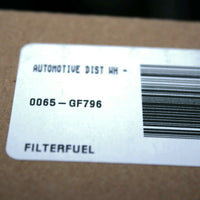 AUTOMOTIVE DIST WH -
0065-GF796
FILTERFUEL